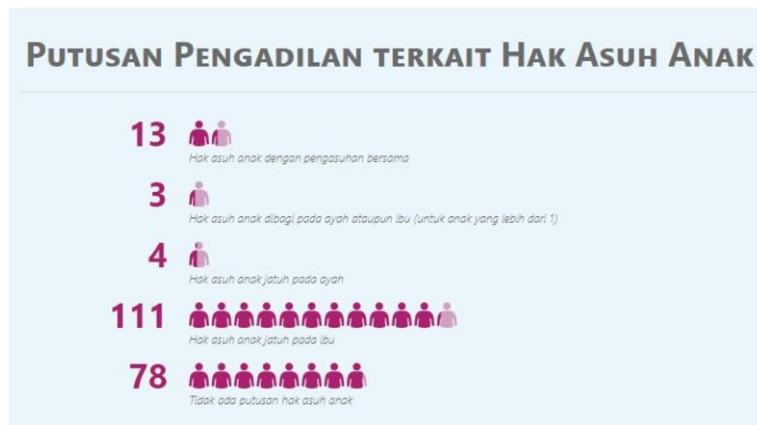 PUTUSAN PENGADILAN TERKAIT HAK ASUH ANAK
13
Hak asuh anak dengan pengasuhan bersama
3
Hak asuh anak dibagi pada ayah ataupun ibu (untuk anak yang lebih dari 1)
4
Hak asuh anak jatuh pada ayah
111
Hak asuh anak jatuh pada ibu
78
Tidak ada putusan hak asuh anak